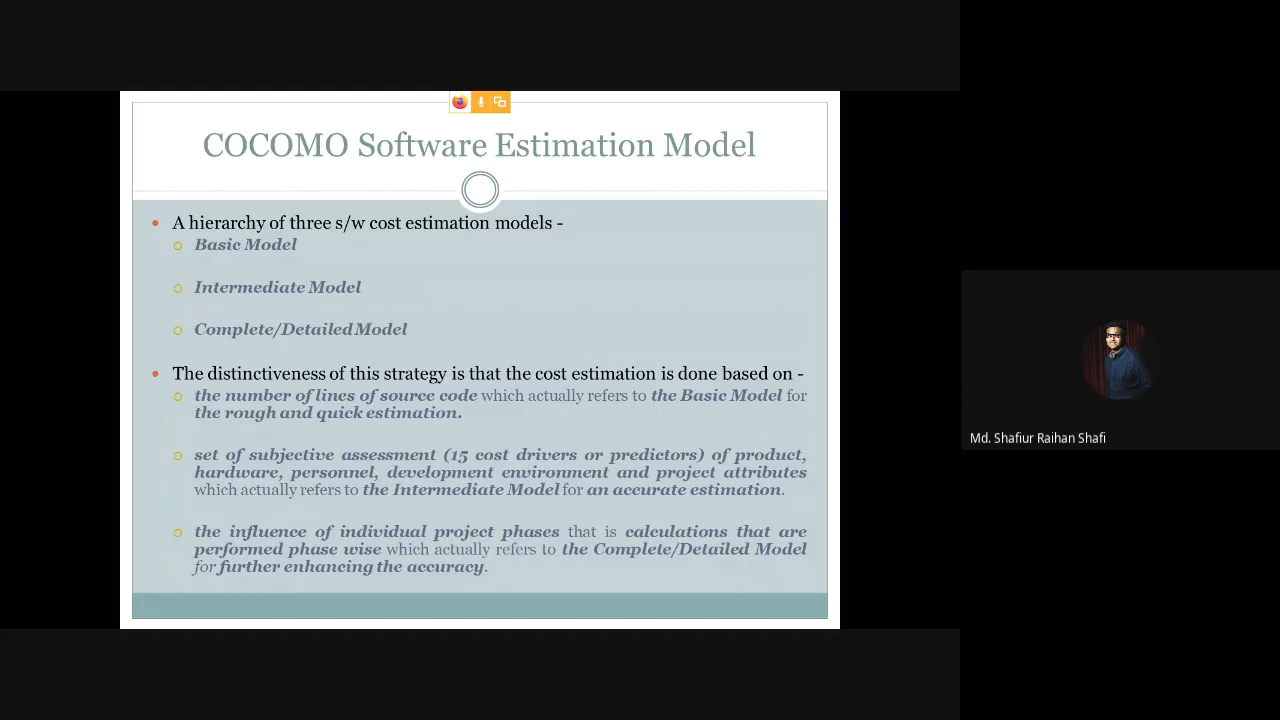 COCOMO Software Estimation Model
A hierarchy of three s/w cost estimation models -
Basic Model
Intermediate Model
Complete/Detailed Model
The distinctiveness of this strategy is that the cost estimation is done based on -
the number of lines of source code which actually refers to the Basic Model for
the rough and quick estimation.
set of subjective assessment (15 cost drivers or predictors) of product,
hardware, personnel, development environment and project attributes
which actually refers to the Intermediate Model for an accurate estimation.
the influence of individual project phases that is calculations that are
performed phase wise which actually refers to the Complete/Detailed Model
for further enhancing the accuracy.
Md. Shafiur Raihan Shafi